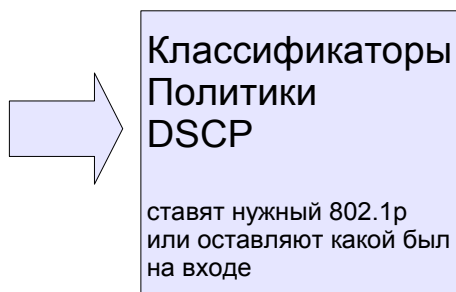 Классификаторы
Политики
DSCP
ставят нужный 802.1p
или оставляют какой был
на входе